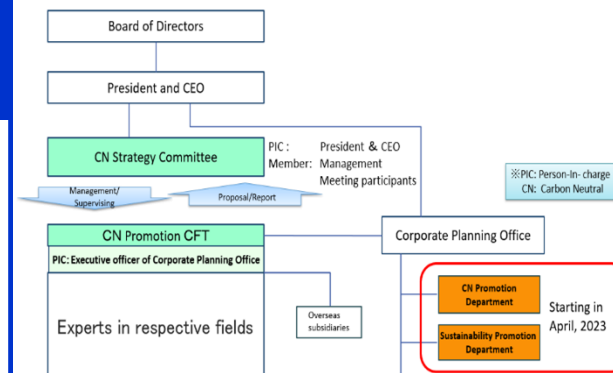 Board of Directors
President and CEO
CN Strategy Committee
PIC : President & CEO
Member: Management
Meeting participants
※PIC: Person-In- charge
CN: Carbon Neutral
Management/
Supervising
Proposal/Report
CN Promotion CFT
PIC: Executive officer of Corporate Planning Office
Experts in respective fields
Overseas
subsidiaries
Corporate Planning Office
CN Promotion
Department
Sustainability Promotion
Department
Starting in
April, 2023